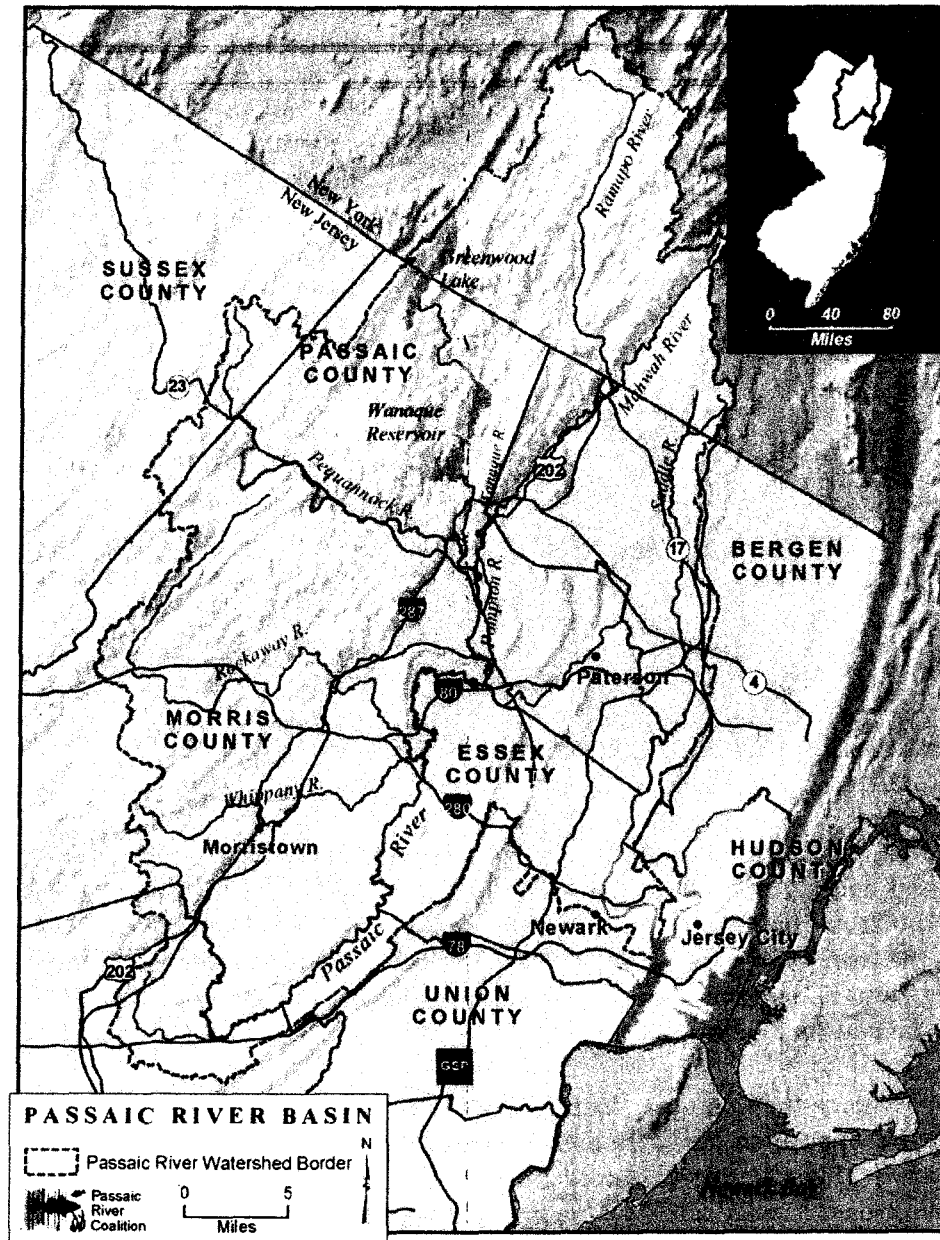 New York
New Jersey
Ramapo River
SUSSEX
COUNTY
Greenwood
Lake
PASSAIC
COUNTY
0 40 80
Miles
23
Wanaque
Reservoir
Mahwah River
Wanaque R.
202
Saddle R.
Pequannock R.
17
BERGEN
COUNTY
287
Pompton R.
Rockaway R.
Paterson
80
4
MORRIS
COUNTY
ESSEX
COUNTY
Whippany R.
280
Morristown
HUDSON
COUNTY
Passaic River
Newark
Jersey City
78
202
UNION
COUNTY
GSP
PASSAIC RIVER BASIN
N
Passaic River Watershed Border
Passaic
River
Coalition
0 5
Miles